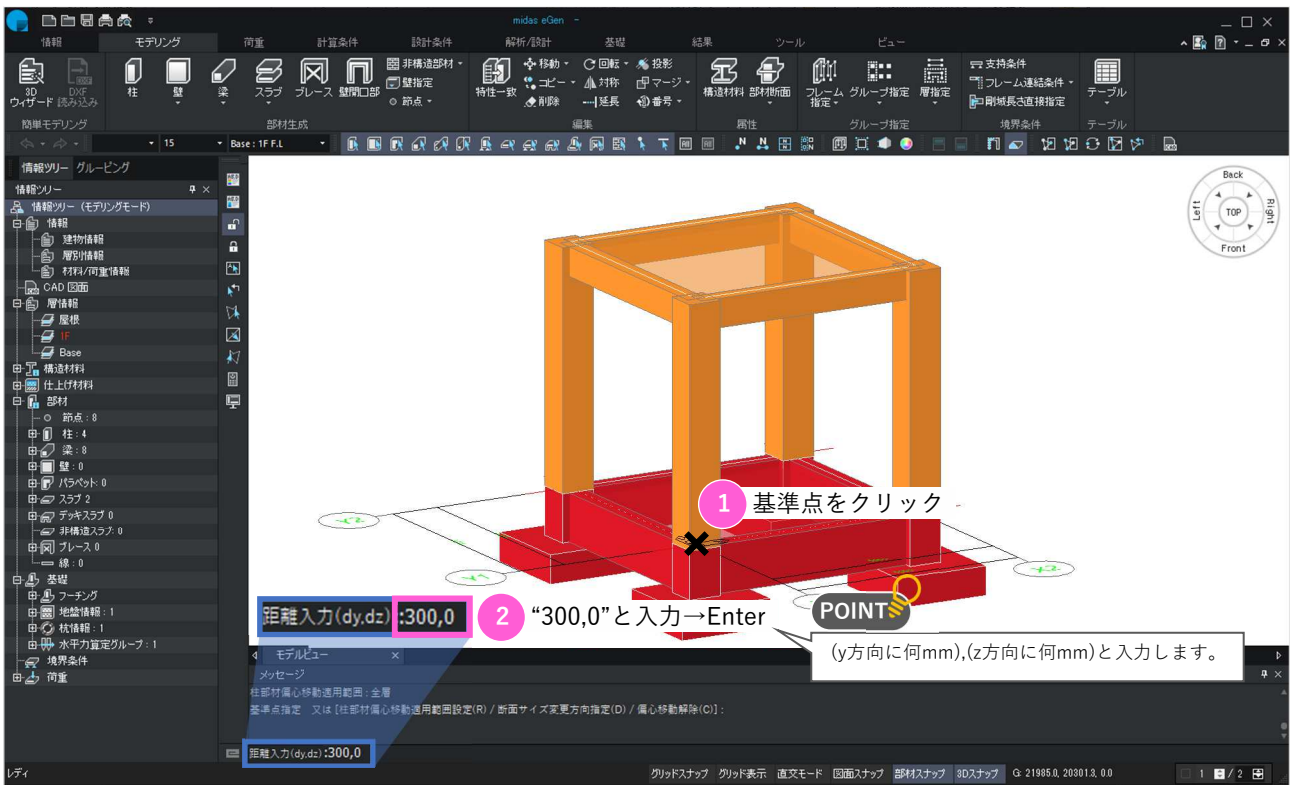 midas eGen
情報 モデリング 荷重 計算条件 設計条件 解析/設計 基礎 結果 ツール ビュー
3D
ウィザード
DXF
読み込み
柱 壁 梁 スラブ ブレース 壁開口部
非構造部材
壁指定
節点
特性一致
移動 回転 投影
コピー 対称 マージ
削除 延長 番号
構造材料 部材断面
フレーム
指定
グループ指定 層指定
支持条件
フレーム連結条件
剛域長さ直接指定
テーブル
簡単モデリング 部材生成 編集 属性 グループ指定 境界条件 テーブル
15 Base : 1F F.L
情報ツリー グルーピング
情報ツリー
情報ツリー (モデリングモード)
情報
建物情報
層別情報
材料/荷重情報
CAD 図面
層情報
屋根
1F
Base
構造材料
仕上げ材料
部材
節点 : 8
柱 : 4
梁 : 8
壁 : 0
パラペット: 0
スラブ 2
デッキスラブ 0
非構造スラブ: 0
ブレース 0
線 : 0
基礎
フーチング
地盤情報 : 1
杭情報 : 1
水平力算定グループ : 1
境界条件
荷重
Back
Left TOP Right
Front
1 基準点をクリック
X2
Y1
距離入力(dy,dz) :300,0
2 “300,0”と入力→Enter
POINT
(y方向に何mm),(z方向に何mm)と入力します。
モデルビュー ×
メッセージ
柱部材偏心移動適用範囲 : 全層
基準点指定 又は [柱部材偏心移動適用範囲設定(R) / 断面サイズ変更方向指定(D) / 偏心移動解除(C)] :
距離入力(dy,dz) :300,0
レディ
グリッドスナップ グリッド表示 直交モード 図面スナップ 部材スナップ 3Dスナップ G: 21985.0, 20301.3, 0.0 1 / 2